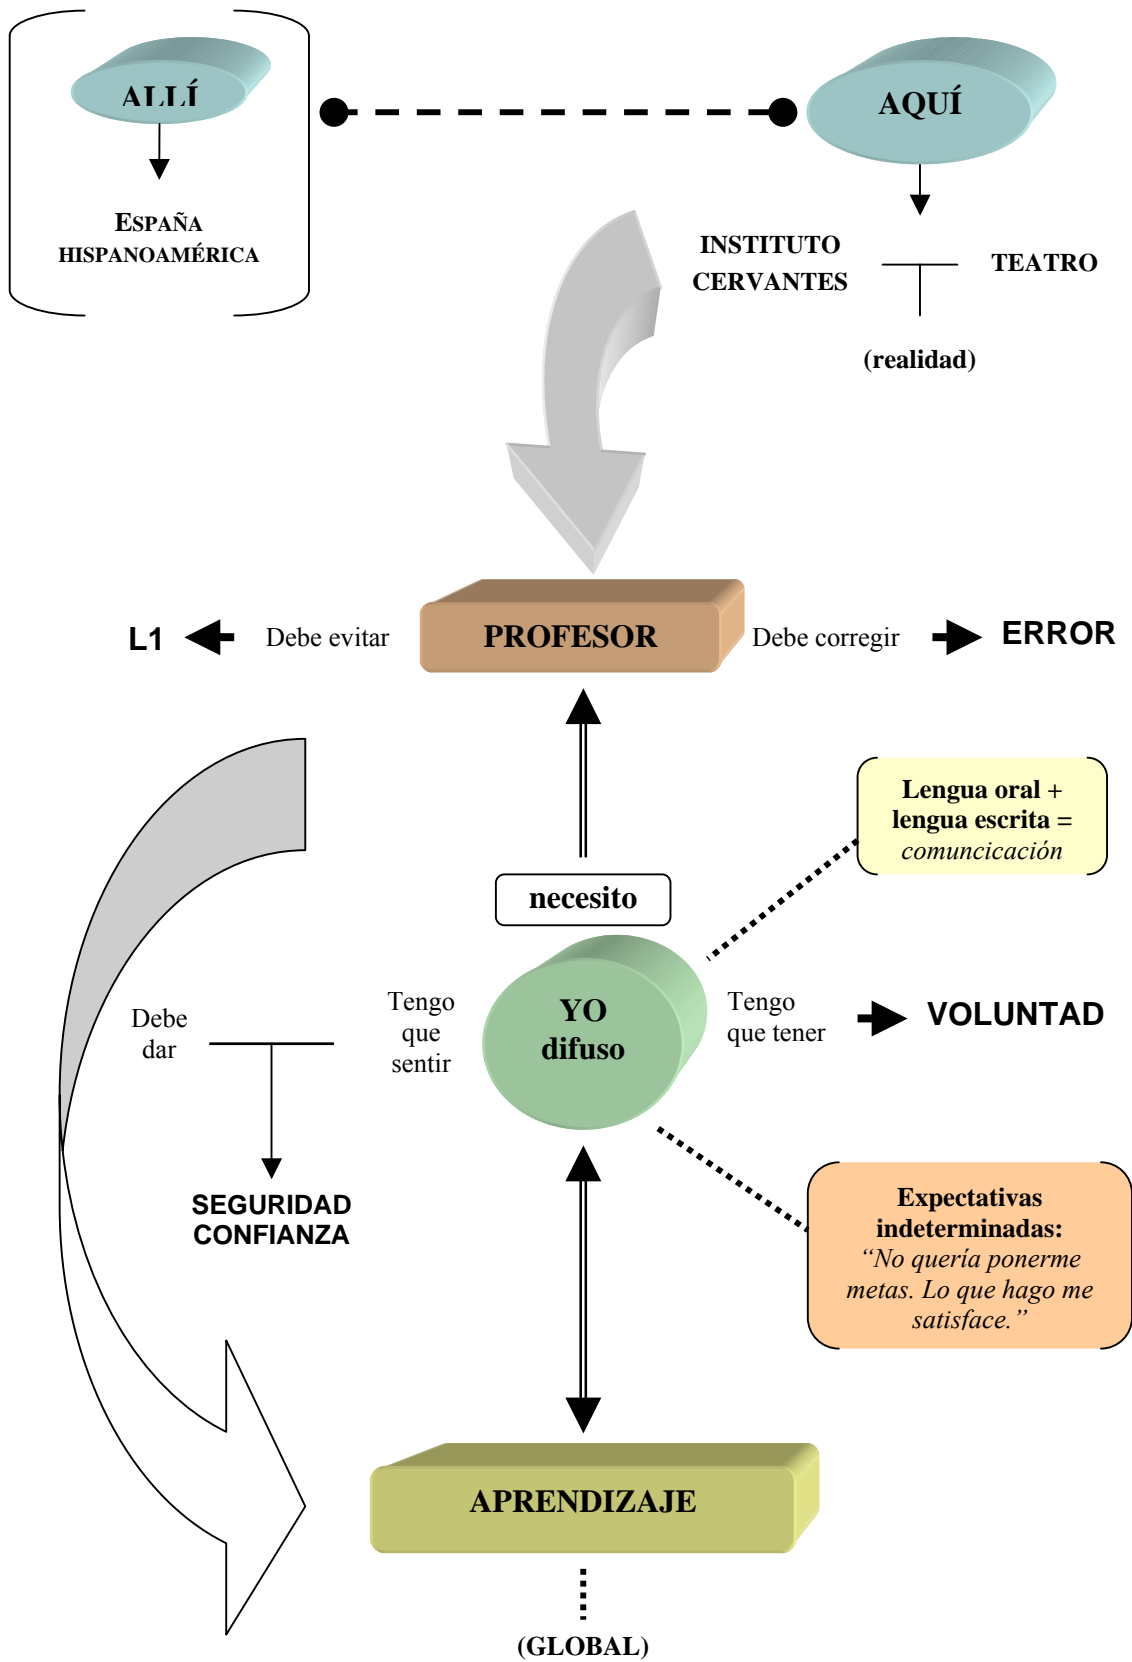 ALLÍ
AQUÍ
ESPAÑA
HISPANOAMÉRICA
INSTITUTO
CERVANTES
TEATRO
(realidad)
L1
Debe evitar
PROFESOR
Debe corregir
ERROR
Lengua oral +
lengua escrita =
comuncicación
necesito
Debe
dar
Tengo
que
sentir
YO
difuso
Tengo
que tener
VOLUNTAD
SEGURIDAD
CONFIANZA
Expectativas
indeterminadas:
“No quería ponerme
metas. Lo que hago me
satisface.”
APRENDIZAJE
(GLOBAL)